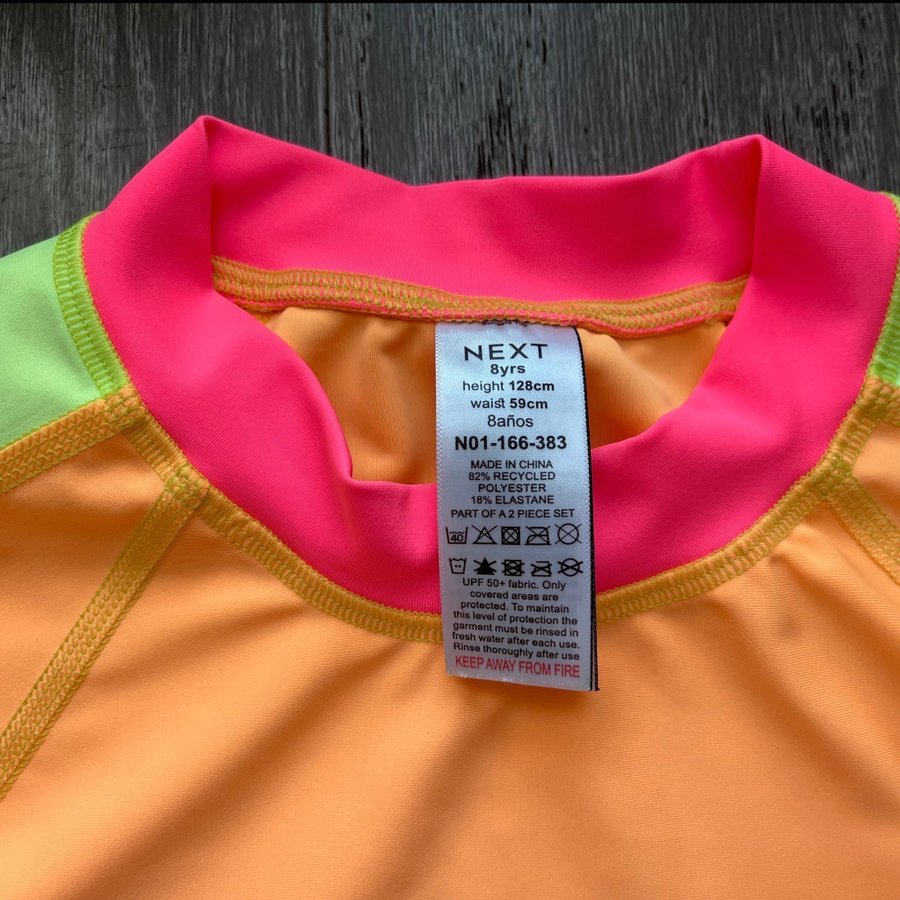 NEXT
8yrs
height 128cm
waist 59cm
8años
N01-166-383
MADE IN CHINA
82% RECYCLED
POLYESTER
18% ELASTANE
PART OF A 2 PIECE SET
40
UPF 50+ fabric. Only
covered areas are
protected. To maintain
this level of protection the
garment must be rinsed in
fresh water after each use.
Rinse thoroughly after use
KEEP AWAY FROM FIRE